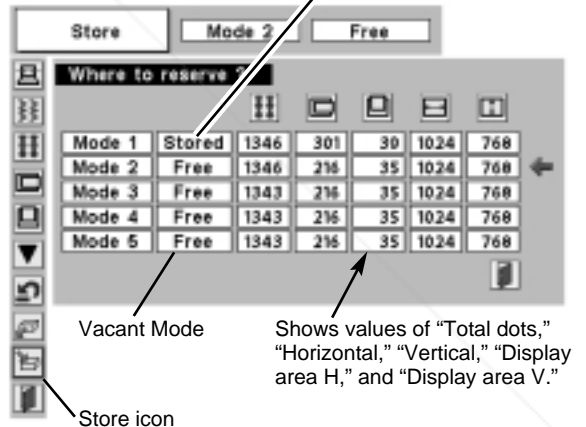 Store Mode 2 Free
Where to reserve ?
Mode 1 Stored 1346 301 30 1024 768
Mode 2 Free 1346 216 35 1024 768
Mode 3 Free 1343 216 35 1024 768
Mode 4 Free 1343 216 35 1024 768
Mode 5 Free 1343 216 35 1024 768
Vacant Mode
Shows values of “Total dots,”
“Horizontal,” “Vertical,” “Display
area H,” and “Display area V.”
Store icon